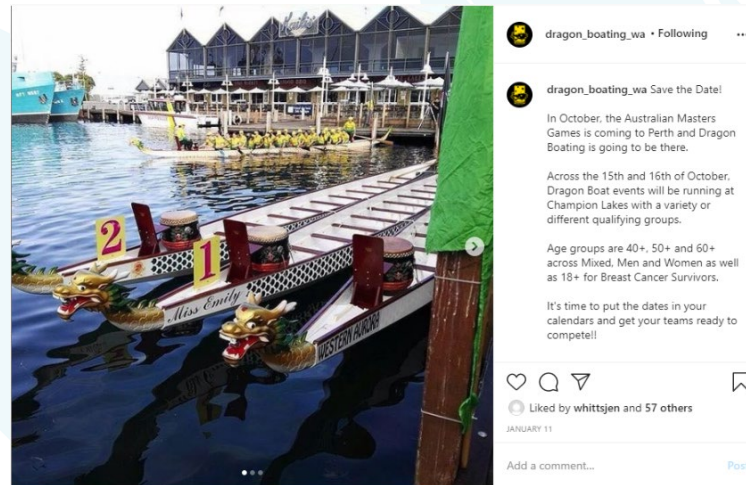 dragon_boating_wa • Following
dragon_boating_wa Save the Date!
In October, the Australian Masters
Games is coming to Perth and Dragon
Boating is going to be there.
Across the 15th and 16th of October,
Dragon Boat events will be running at
Champion Lakes with a variety or
different qualifying groups.
Age groups are 40+, 50+ and 60+
across Mixed, Men and Women as well
as 18+ for Breast Cancer Survivors.
It's time to put the dates in your
calendars and get your teams ready to
compete!!
Liked by whittsjen and 57 others
JANUARY 11
Add a comment...
Pos
2
1
Miss Emily
WESTERN AURORA